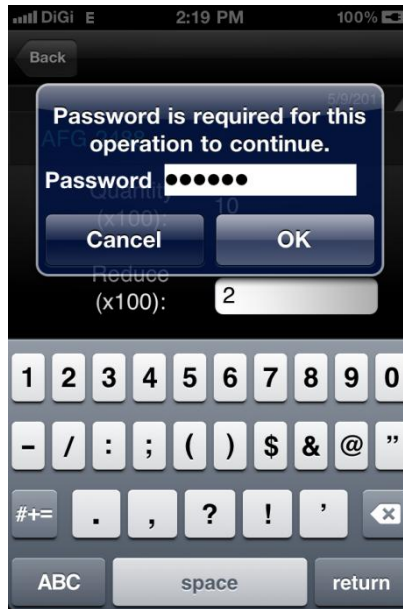 DiGi E 2:19 PM 100%
Back
5/9/201
Password is required for this
AFG 2488
operation to continue.
Password ●●●●●●
Quantity
(x100): 10
Cancel OK
Reduce
(x100): 2
1 2 3 4 5 6 7 8 9 0
- / : ; ( ) $ & @ "
#+= . , ? ! '
ABC space return